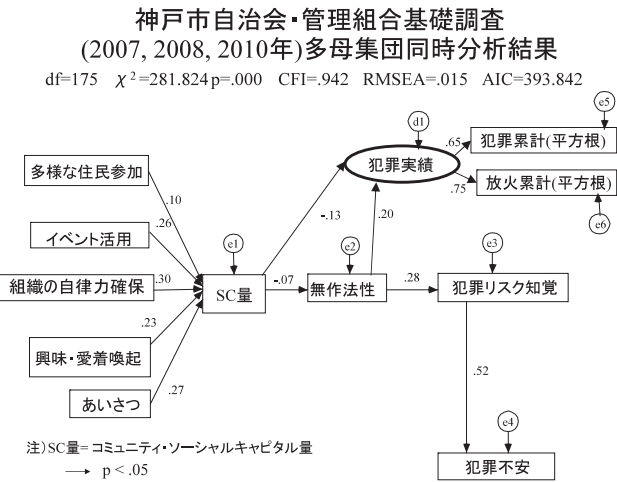 神戸市自治会・管理組合基礎調査
(2007, 2008, 2010年)多母集団同時分析結果
df=175 χ²=281.824 p=.000 CFI=.942 RMSEA=.015 AIC=393.842
e5
d1
.65
犯罪累計(平方根)
犯罪実績
多様な住民参加
.75
放火累計(平方根)
.10
-.13
.20
e6
.26
イベント活用
e1
e2
e3
組織の自律力確保
.30
SC量
-.07
無作法性
.28
犯罪リスク知覚
.23
興味・愛着喚起
.27
.52
あいさつ
e4
注)SC量= コミュニティ・ソーシャルキャピタル量
→ p < .05
犯罪不安